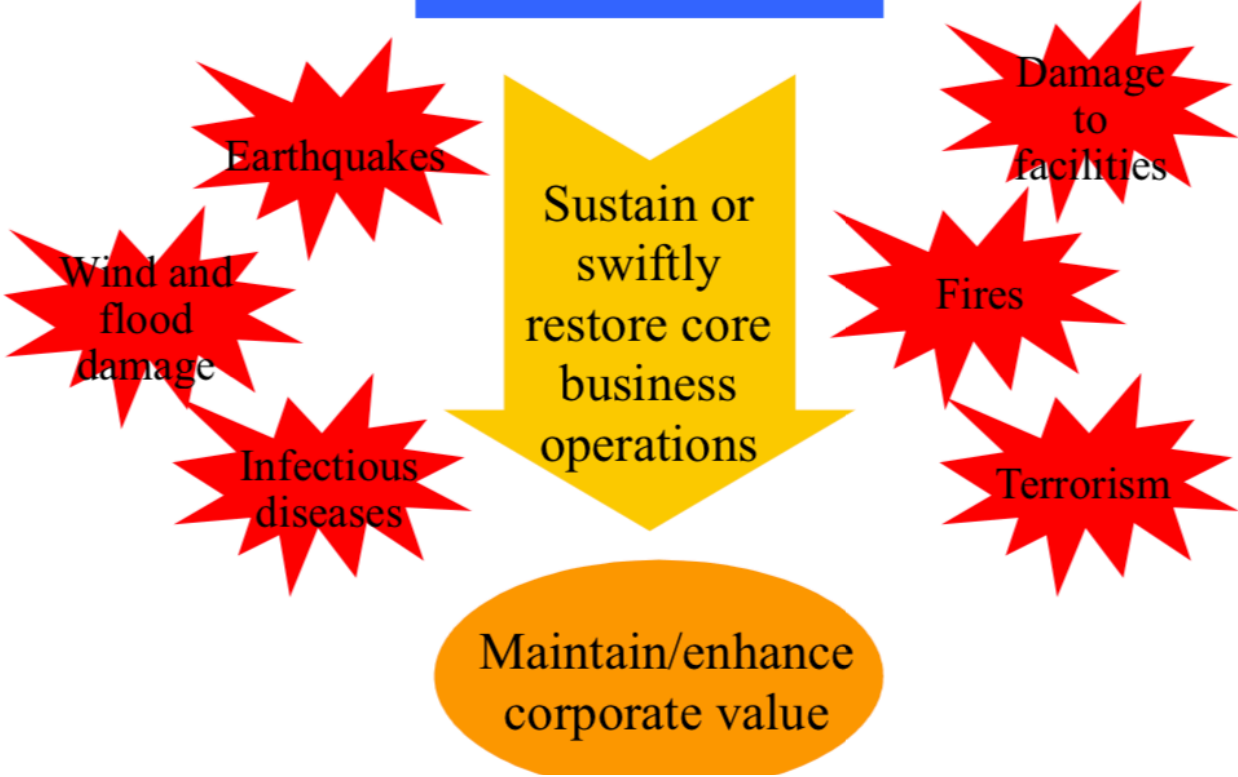 Earthquakes
Wind and
flood
damage
Infectious
diseases
Sustain or
swiftly
restore core
business
operations
Damage
to
facilities
Fires
Terrorism
Maintain/enhance
corporate value